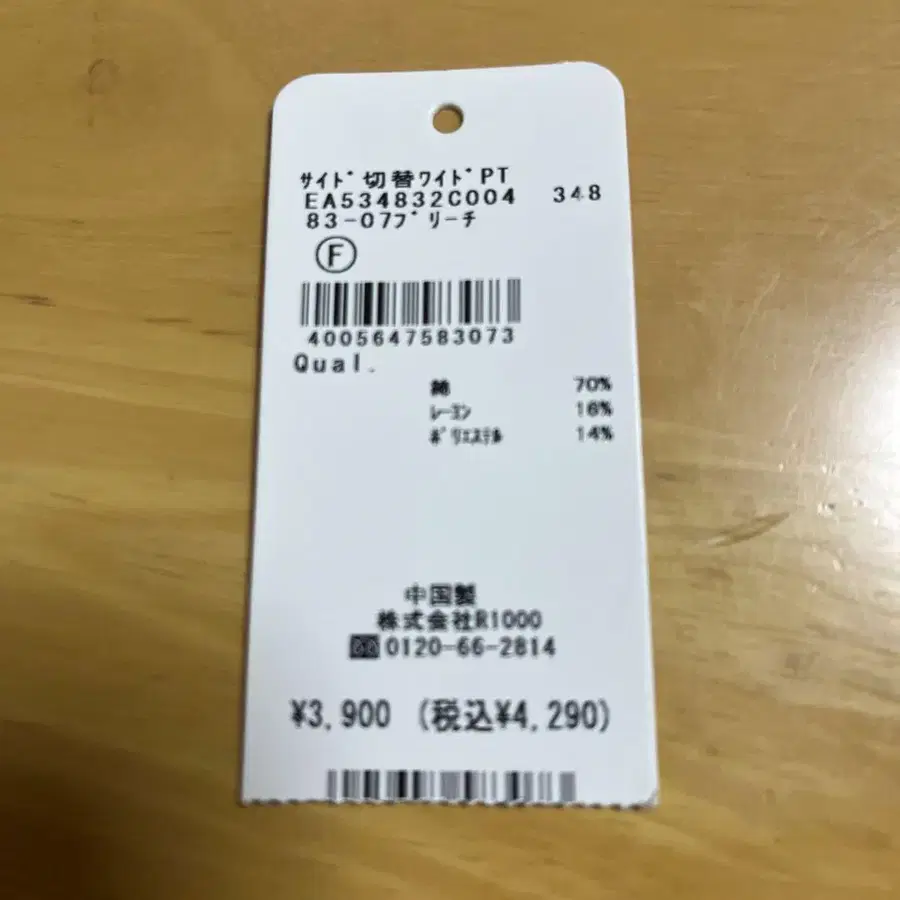 ｻｲﾄﾞ切替ﾜｲﾄﾞPT
EA534832C004 348
83-07ﾌﾞﾘｰﾁ
Ⓕ
4005647583073
Qual.
綿 70%
ﾚｰﾖﾝ 16%
ﾎﾟﾘｴｽﾃﾙ 14%
中国製
株式会社R1000
0120-66-2814
¥3,900 (税込¥4,290)